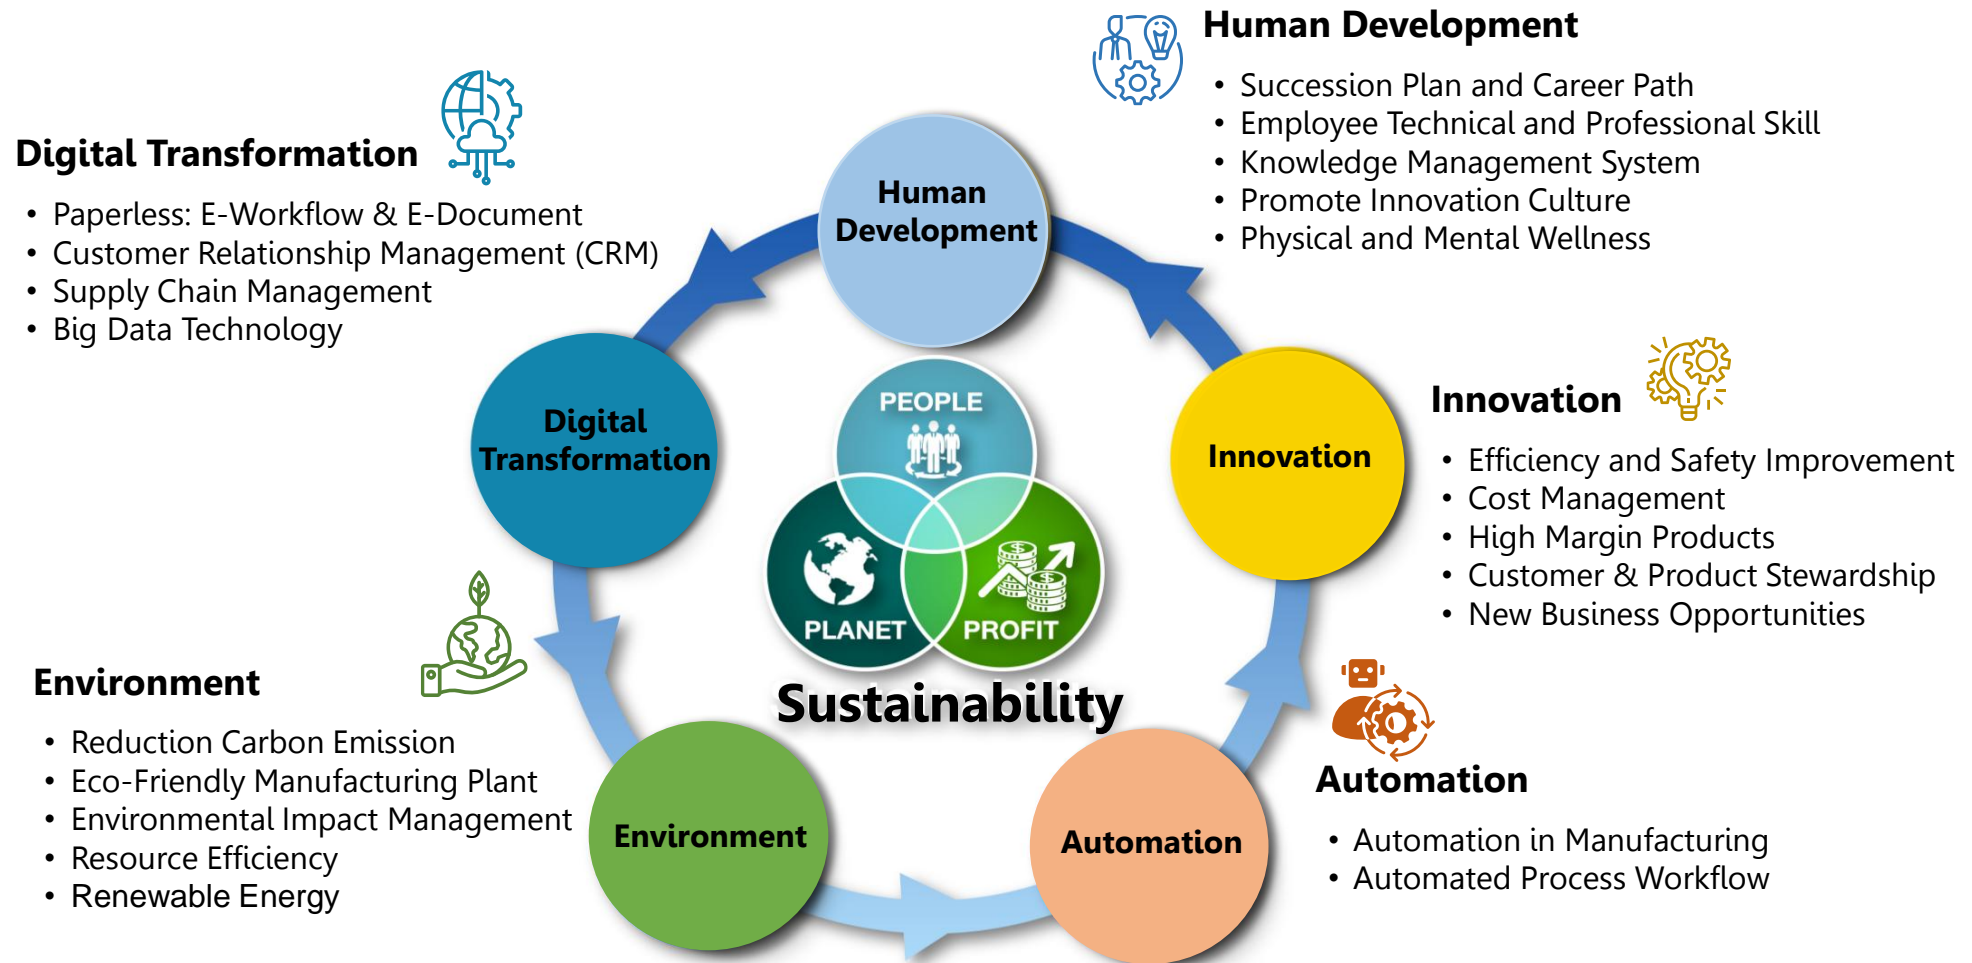 Human Development
• Succession Plan and Career Path
• Employee Technical and Professional Skill
• Knowledge Management System
• Promote Innovation Culture
• Physical and Mental Wellness
Digital Transformation
• Paperless: E-Workflow & E-Document
• Customer Relationship Management (CRM)
• Supply Chain Management
• Big Data Technology
Human
Development
Digital
Transformation
PEOPLE
PLANET
PROFIT
Sustainability
Innovation
Innovation
• Efficiency and Safety Improvement
• Cost Management
• High Margin Products
• Customer & Product Stewardship
• New Business Opportunities
Environment
• Reduction Carbon Emission
• Eco-Friendly Manufacturing Plant
• Environmental Impact Management
• Resource Efficiency
• Renewable Energy
Environment
Automation
Automation
• Automation in Manufacturing
• Automated Process Workflow